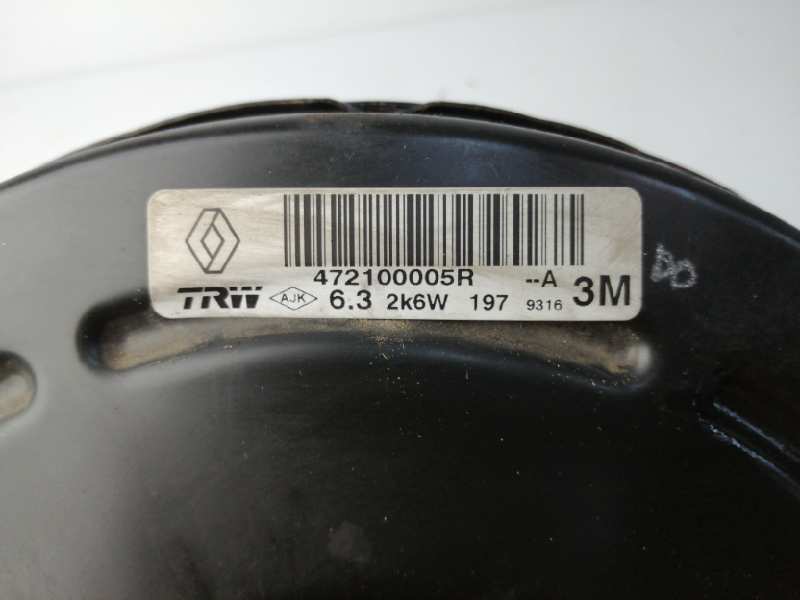 472100005R --A
TRW AJK 6.3 2k6W 197 9316 3M